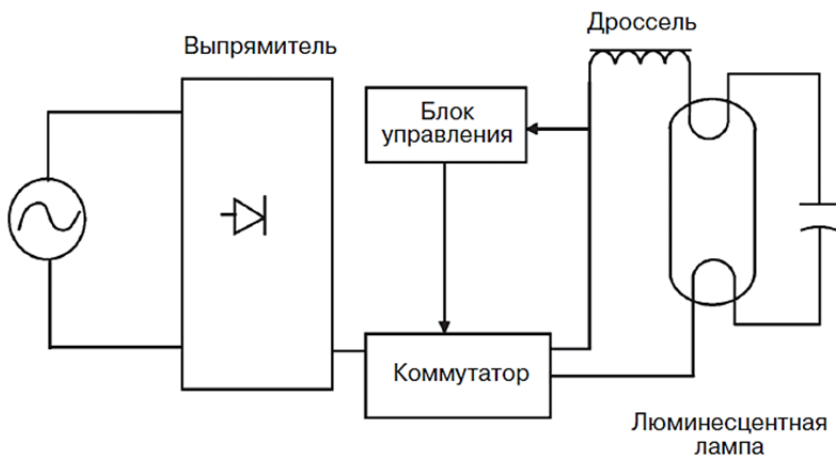 Дроссель
Выпрямитель
Блок
управления
Коммутатор
Люминесцентная
лампа